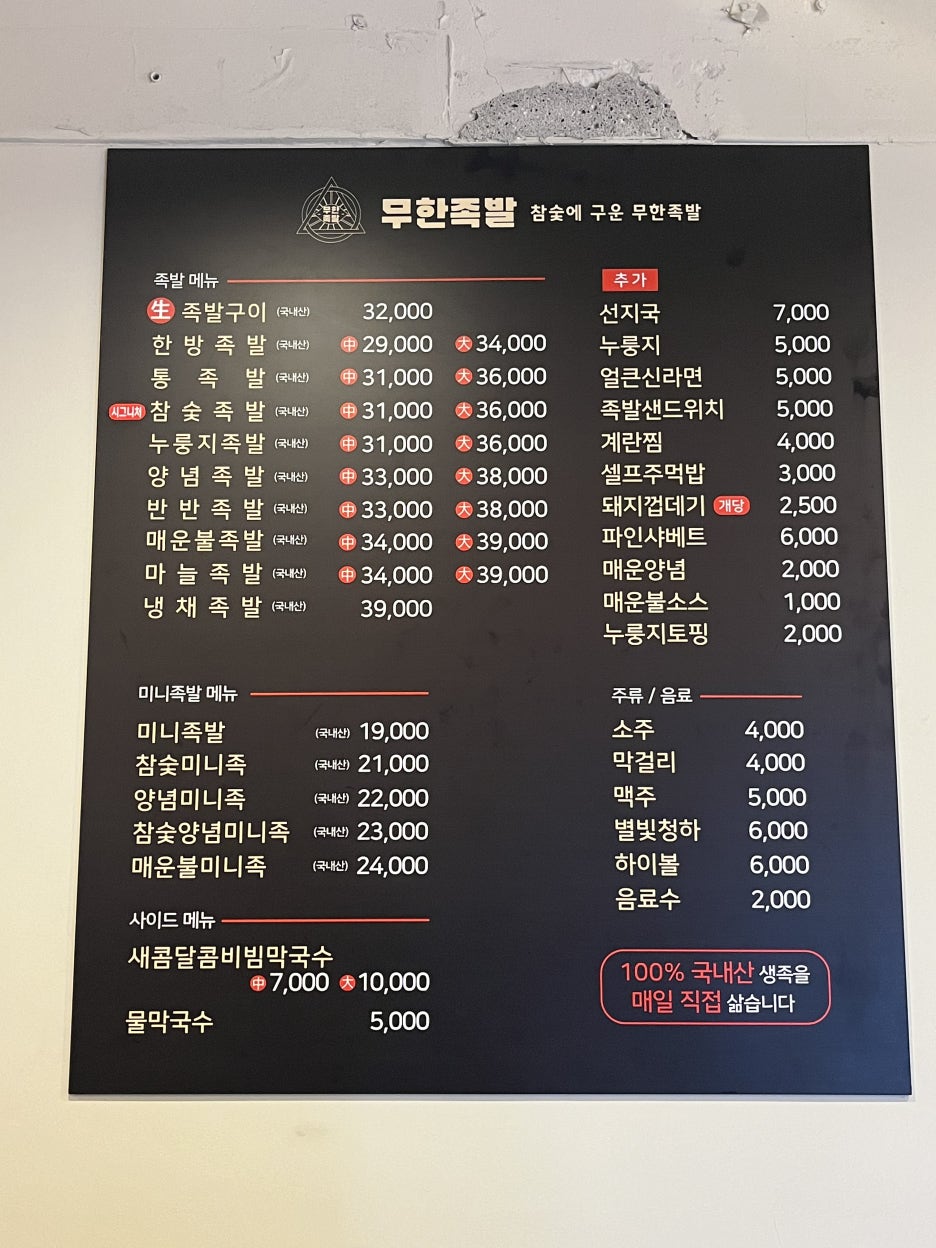 무한족발
무한족발 참숯에 구운 무한족발
족발 메뉴
生 족발구이 (국내산) 32,000
한방족발 (국내산) 中 29,000 大 34,000
통족발 (국내산) 中 31,000 大 36,000
시그니처 참숯족발 (국내산) 中 31,000 大 36,000
누룽지족발 (국내산) 中 31,000 大 36,000
양념족발 (국내산) 中 33,000 大 38,000
반반족발 (국내산) 中 33,000 大 38,000
매운불족발 (국내산) 中 34,000 大 39,000
마늘족발 (국내산) 中 34,000 大 39,000
냉채족발 (국내산) 39,000
추가
선지국 7,000
누룽지 5,000
얼큰신라면 5,000
족발샌드위치 5,000
계란찜 4,000
셀프주먹밥 3,000
돼지껍데기 개당 2,500
파인샤베트 6,000
매운양념 2,000
매운불소스 1,000
누룽지토핑 2,000
미니족발 메뉴
미니족발 (국내산) 19,000
참숯미니족 (국내산) 21,000
양념미니족 (국내산) 22,000
참숯양념미니족 (국내산) 23,000
매운불미니족 (국내산) 24,000
사이드 메뉴
새콤달콤비빔막국수
中 7,000 大 10,000
물막국수 5,000
주류 / 음료
소주 4,000
막걸리 4,000
맥주 5,000
별빛청하 6,000
하이볼 6,000
음료수 2,000
100% 국내산 생족을
매일 직접 삶습니다